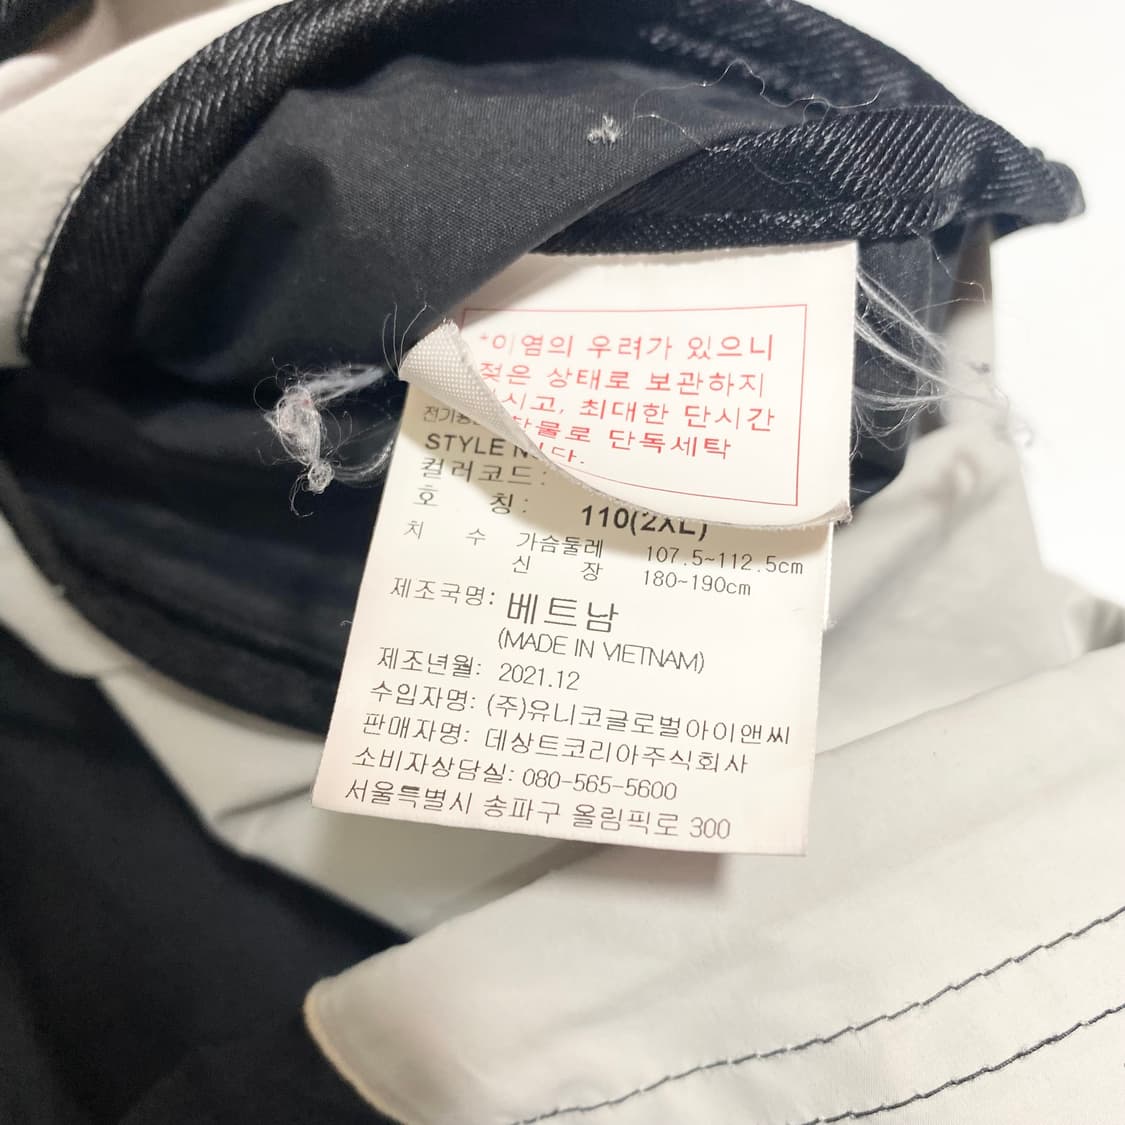 *이염의 우려가 있으니
젖은 상태로 보관하지
시고, 최대한 단시간
물로 단독세탁
전기용
STYLE
컬러코드:
호 칭: 110(2XL)
치 수 가슴둘레 107.5~112.5cm
신 장 180~190cm
제조국명: 베트남
(MADE IN VIETNAM)
제조년월: 2021.12
수입자명: (주)유니코글로벌아이앤씨
판매자명: 데상트코리아주식회사
소비자상담실: 080-565-5600
서울특별시 송파구 올림픽로 300